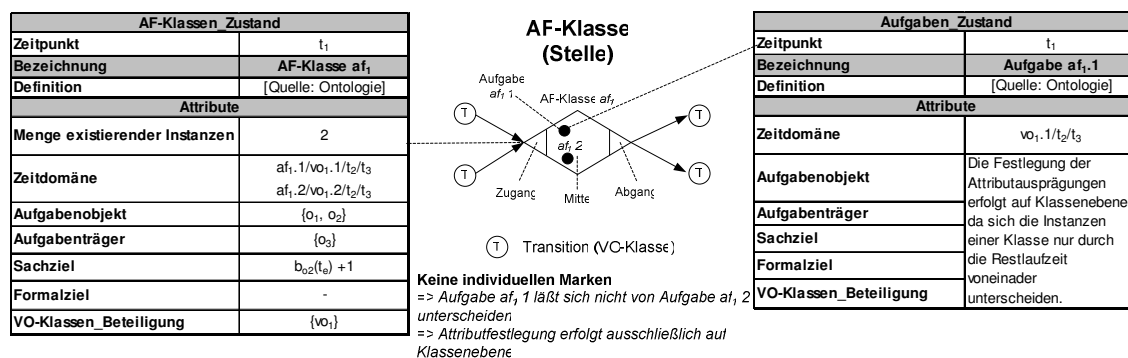 AF-Klassen_Zustand
Zeitpunkt t₁
Bezeichnung AF-Klasse af₁
Definition [Quelle: Ontologie]
Attribute
Menge existierender Instanzen 2
Zeitdomäne af₁.1/vo₁.1/t₂/t₃
af₁.2/vo₁.2/t₂/t₃
Aufgabenobjekt {o₁, o₂}
Aufgabenträger {o₃}
Sachziel bₒ₂(tₑ) +1
Formalziel -
VO-Klassen_Beteiligung {vo₁}
AF-Klasse
(Stelle)
Aufgabe
af₁ 1
AF-Klasse af₁
T
T
T
T
af₁ 2
Zugang
Mitte
Abgang
T Transition (VO-Klasse)
Keine individuellen Marken
=> Aufgabe af₁ 1 läßt sich nicht von Aufgabe af₁ 2
unterscheiden
=> Attributfestlegung erfolgt ausschließlich auf
Klassenebene
Aufgaben_Zustand
Zeitpunkt t₁
Bezeichnung Aufgabe af₁.1
Definition [Quelle: Ontologie]
Attribute
Zeitdomäne vo₁.1/t₂/t₃
Aufgabenobjekt
Aufgabenträger
Sachziel
Formalziel
VO-Klassen_Beteiligung
Die Festlegung der
Attributausprägungen
erfolgt auf Klassenebene
da sich die Instanzen
einer Klasse nur durch
die Restlaufzeit
voneinader
unterscheiden.